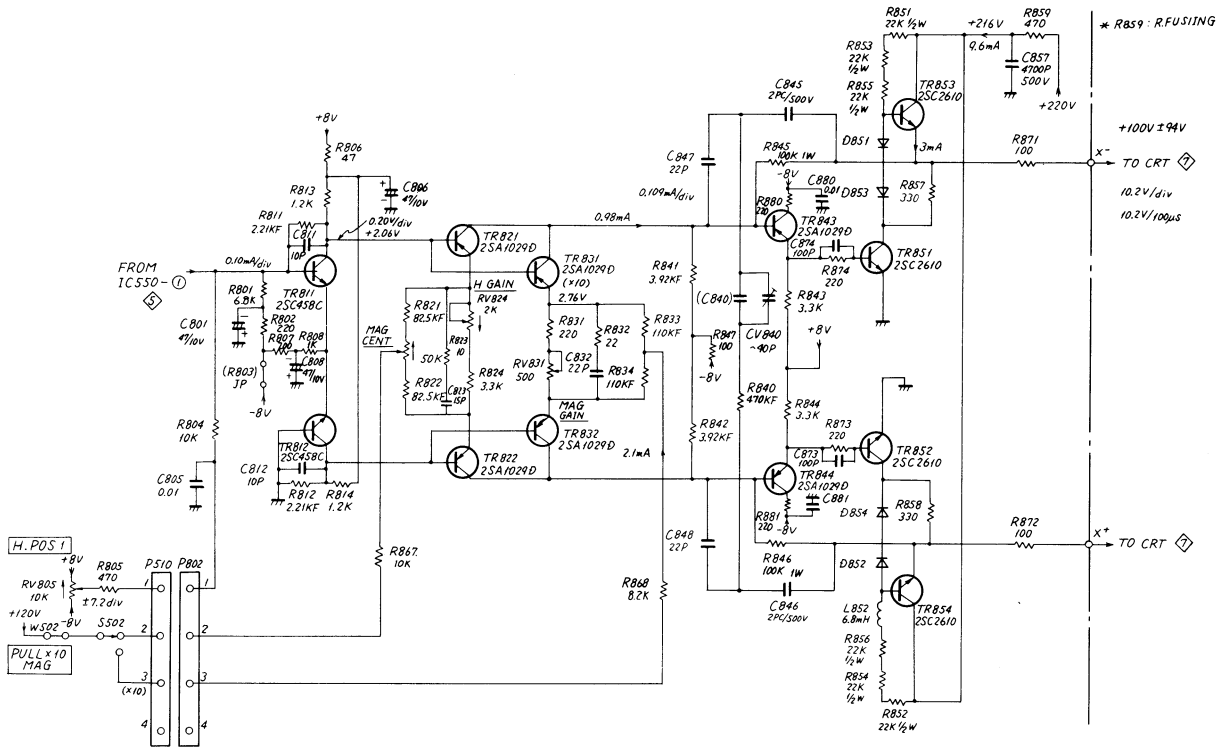 R851
22K ½W
+216V
9.6mA
R859
470
* R859 : R.FUSIING
R853
22K
½W
R855
22K
½W
C857
4700P
500V
+220V
TR853
2SC2610
C845
2PC/500V
D851
3mA
R871
100
+100V ±94V
X-
TO CRT 7
10.2V/div
10.2V/100µs
+8V
R806
47
C806
47/10V
R813
1.2K
R811
2.21KF
C811
10P
0.20V/div
+2.06V
C847
22P
R845
100K 1W
-8V
C880
0.01
R880
220
D853
R857
330
0.109mA/div
0.98mA
TR821
2SA1029D
TR843
2SA1029D
C874
100P
R874
220
TR851
2SC2610
FROM
IC550-①
5
0.10mA/div
TR811
2SC458C
TR831
2SA1029D
(×10)
2.76V
R801
6.8K
R802
220
R807
100
R808
1K
C801
47/10V
C808
47/10V
(R803)
JP
-8V
H GAIN
RV824
2K
R821
82.5KF
MAG
CENT
50K
R823
10
R822
82.5KF
R824
3.3K
C823
15P
R831
220
RV831
500
R832
22
C832
22P
R833
110KF
R834
110KF
MAG
GAIN
R841
3.92KF
(C840)
R847
100
-8V
CV840
~40P
R843
3.3K
+8V
R840
470KF
R844
3.3K
R842
3.92KF
R804
10K
TR812
2SC458C
C812
10P
R812
2.21KF
R814
1.2K
C805
0.01
TR832
2SA1029D
TR822
2SA1029D
2.1mA
R873
220
C873
100P
TR852
2SC2610
TR844
2SA1029D
C881
R881
220
-8V
D854
R858
330
C848
22P
R846
100K 1W
R872
100
X+
TO CRT 7
H.POS1
+8V
RV805
10K
-8V
R805
470
±7.2div
P510
P802
1
1
R867.
10K
R868
8.2K
C846
2PC/500V
D852
TR854
2SC2610
L852
6.8mH
+120V
W502
S502
2
2
PULL×10
MAG
3
(×10)
3
R856
22K
½W
R854
22K
½W
R852
22K ½W
4
4